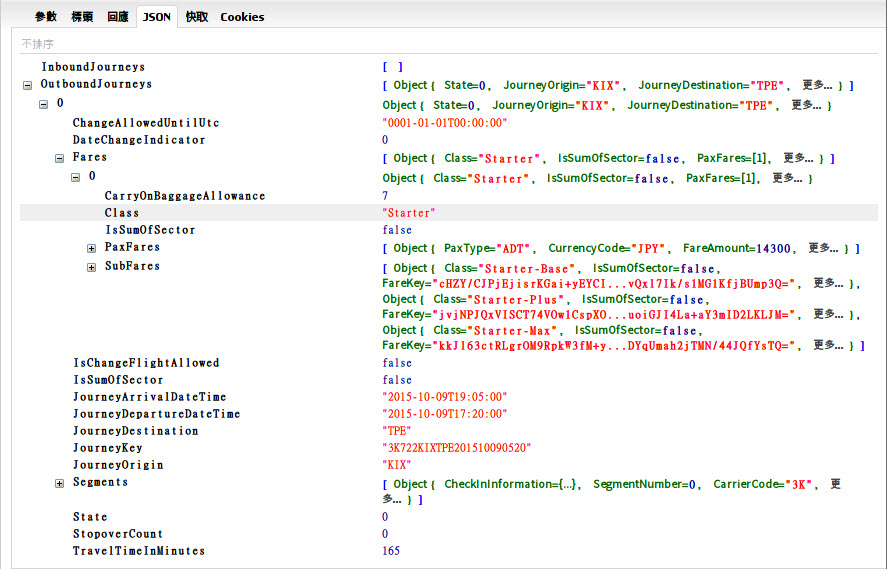 參數 標頭 回應 JSON 快取 Cookies
不排序
InboundJourneys [ ]
OutboundJourneys [ Object { State=0, JourneyOrigin="KIX", JourneyDestination="TPE", 更多... } ]
0 Object { State=0, JourneyOrigin="KIX", JourneyDestination="TPE", 更多... }
ChangeAllowedUntilUtc "0001-01-01T00:00:00"
DateChangeIndicator 0
Fares [ Object { Class="Starter", IsSumOfSector=false, PaxFares=[1], 更多... } ]
0 Object { Class="Starter", IsSumOfSector=false, PaxFares=[1], 更多... }
CarryOnBaggageAllowance 7
Class "Starter"
IsSumOfSector false
PaxFares [ Object { PaxType="ADT", CurrencyCode="JPY", FareAmount=14300, 更多... } ]
SubFares [ Object { Class="Starter-Base", IsSumOfSector=false,
FareKey="cHZY/CJPjEjisrKGai+yEYCI...vQxl7Ik/s1MG1KfjBUmp3Q=", 更多... },
Object { Class="Starter-Plus", IsSumOfSector=false,
FareKey="jvjNPJQxVISCT74VOw1CspXO...uoiGJI4La+aY3mID2LKLJM=", 更多... },
Object { Class="Starter-Max", IsSumOfSector=false,
FareKey="kkJl63ctRLgrOM9RpkW3fM+y...DYqUmah2jTMN/44JQfYsTQ=", 更多... } ]
IsChangeFlightAllowed false
IsSumOfSector false
JourneyArrivalDateTime "2015-10-09T19:05:00"
JourneyDepartureDateTime "2015-10-09T17:20:00"
JourneyDestination "TPE"
JourneyKey "3K722KIXTPE201510090520"
JourneyOrigin "KIX"
Segments [ Object { CheckInInformation={...}, SegmentNumber=0, CarrierCode="3K", 更
多... } ]
State 0
StopoverCount 0
TravelTimeInMinutes 165